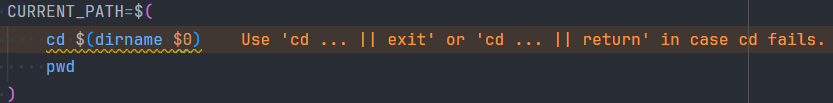 CURRENT_PATH=$(
cd $(dirname $0) Use 'cd ... || exit' or 'cd ... || return' in case cd fails.
pwd
)